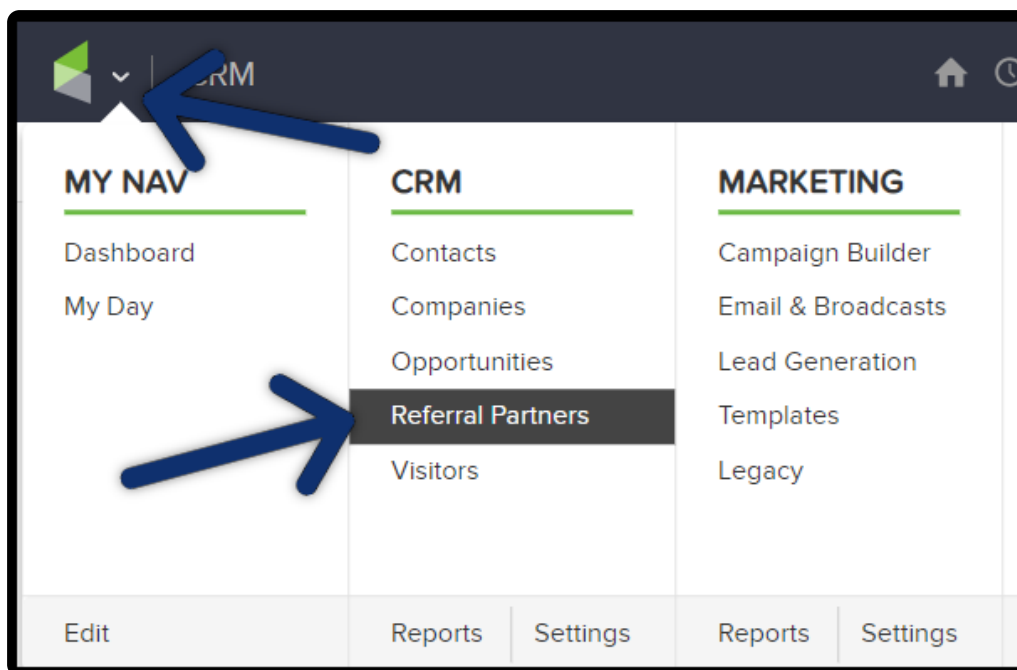 CRM
MY NAV
Dashboard
My Day
Edit
CRM
Contacts
Companies
Opportunities
Referral Partners
Visitors
Reports
Settings
MARKETING
Campaign Builder
Email & Broadcasts
Lead Generation
Templates
Legacy
Reports
Settings